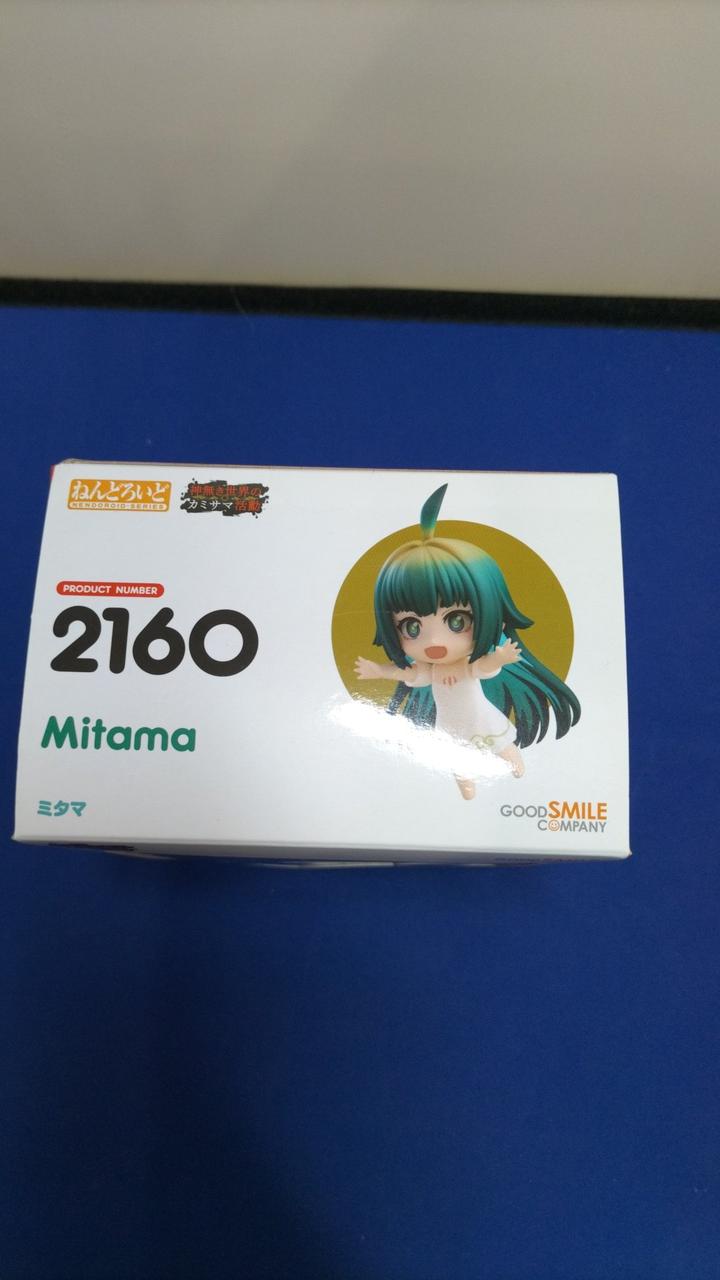 ねんどろいど
NENDOROID SERIES
神無き世界の
カミサマ活動
PRODUCT NUMBER
2160
Mitama
ミタマ
GOOD SMILE
COMPANY